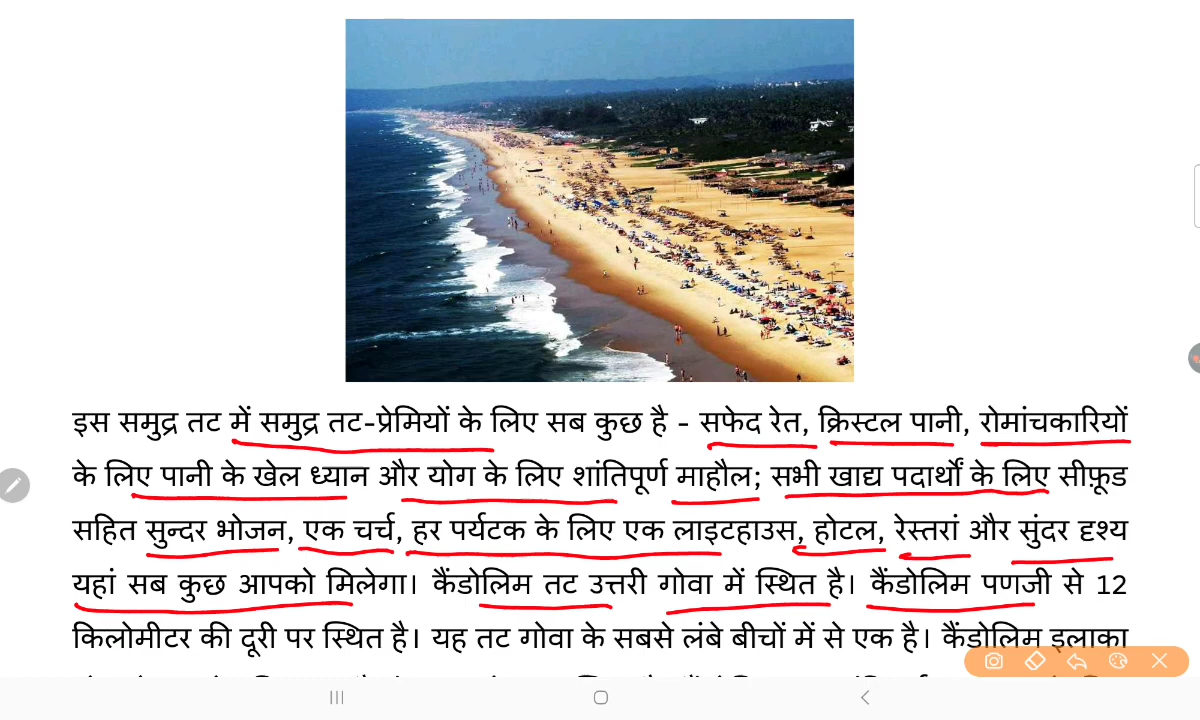 इस समुद्र तट में समुद्र तट-प्रेमियों के लिए सब कुछ है - सफेद रेत, क्रिस्टल पानी, रोमांचकारियों
के लिए पानी के खेल ध्यान और योग के लिए शांतिपूर्ण माहौल; सभी खाद्य पदार्थों के लिए सीफ़ूड
सहित सुन्दर भोजन, एक चर्च, हर पर्यटक के लिए एक लाइटहाउस, होटल, रेस्तरां और सुंदर दृश्य
यहां सब कुछ आपको मिलेगा। कैंडोलिम तट उत्तरी गोवा में स्थित है। कैंडोलिम पणजी से 12
किलोमीटर की दूरी पर स्थित है। यह तट गोवा के सबसे लंबे बीचों में से एक है। कैंडोलिम इलाका